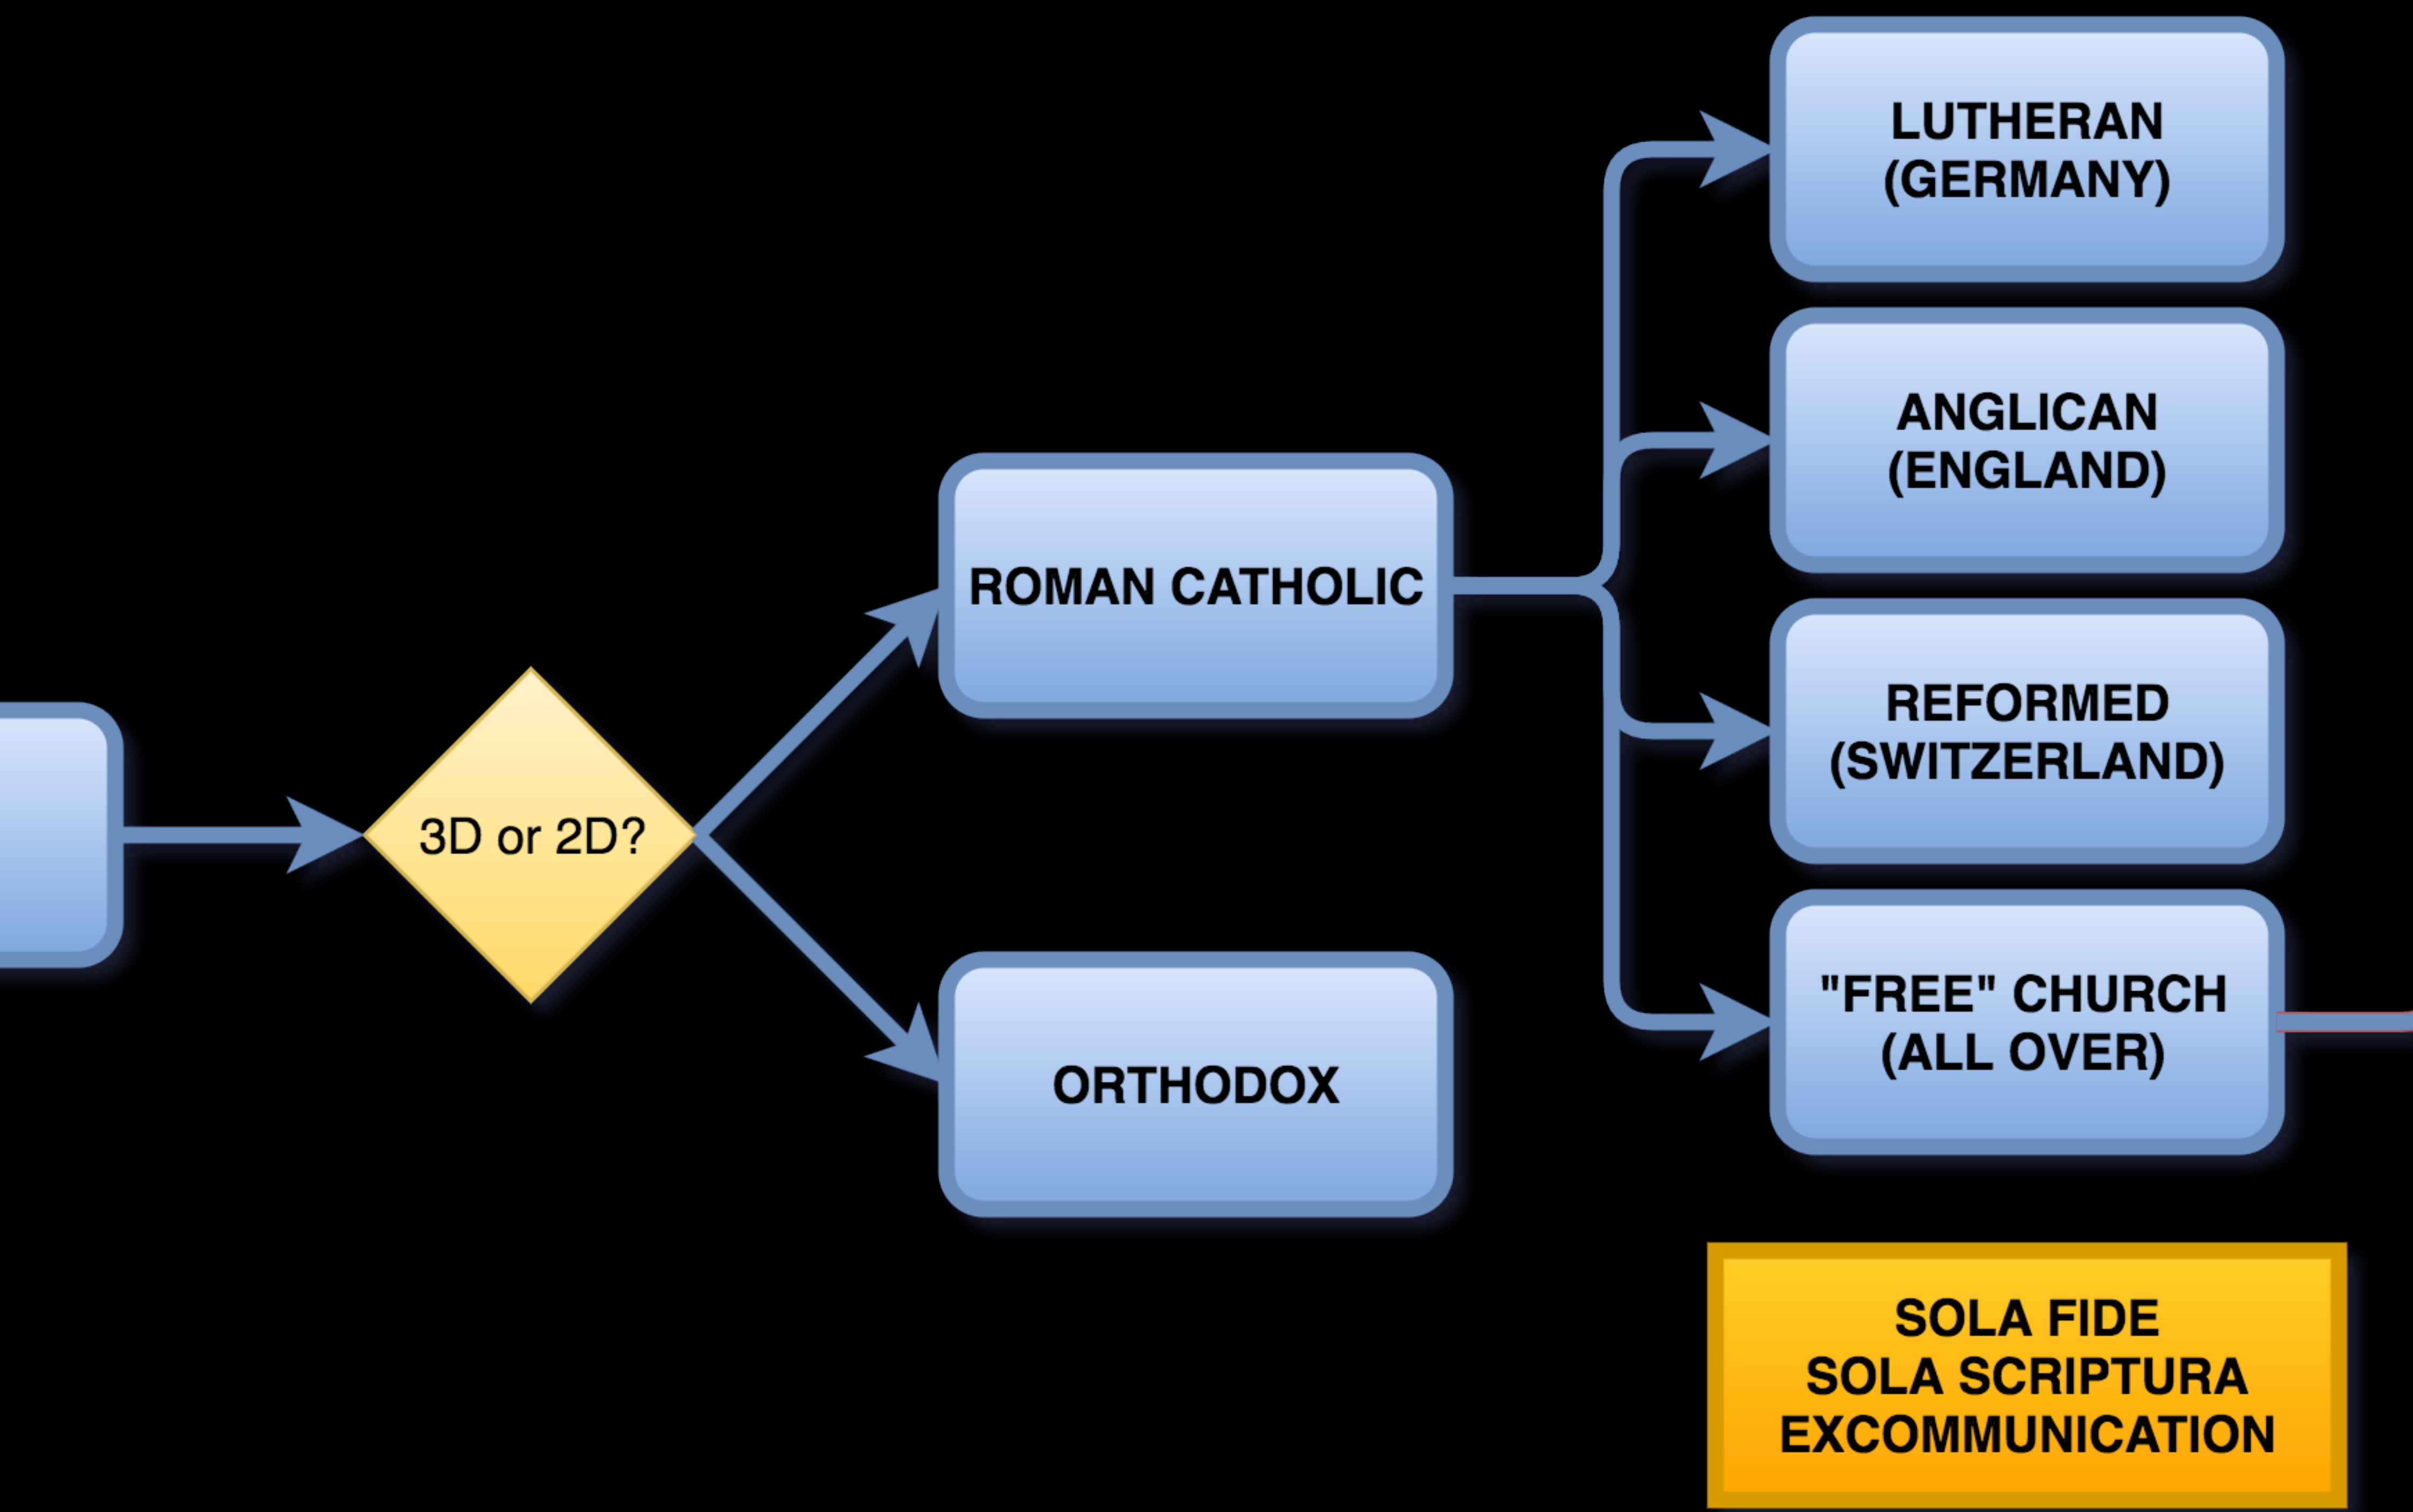 3D or 2D?
ROMAN CATHOLIC
ORTHODOX
LUTHERAN
(GERMANY)
ANGLICAN
(ENGLAND)
REFORMED
(SWITZERLAND)
"FREE" CHURCH
(ALL OVER)
SOLA FIDE
SOLA SCRIPTURA
EXCOMMUNICATION